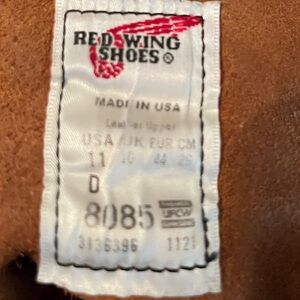 RED WING
SHOES
MADE IN USA
Leather Upper
USA UK EUR CM
11 10 44 29
D
8085 UFCW
3136396 1121